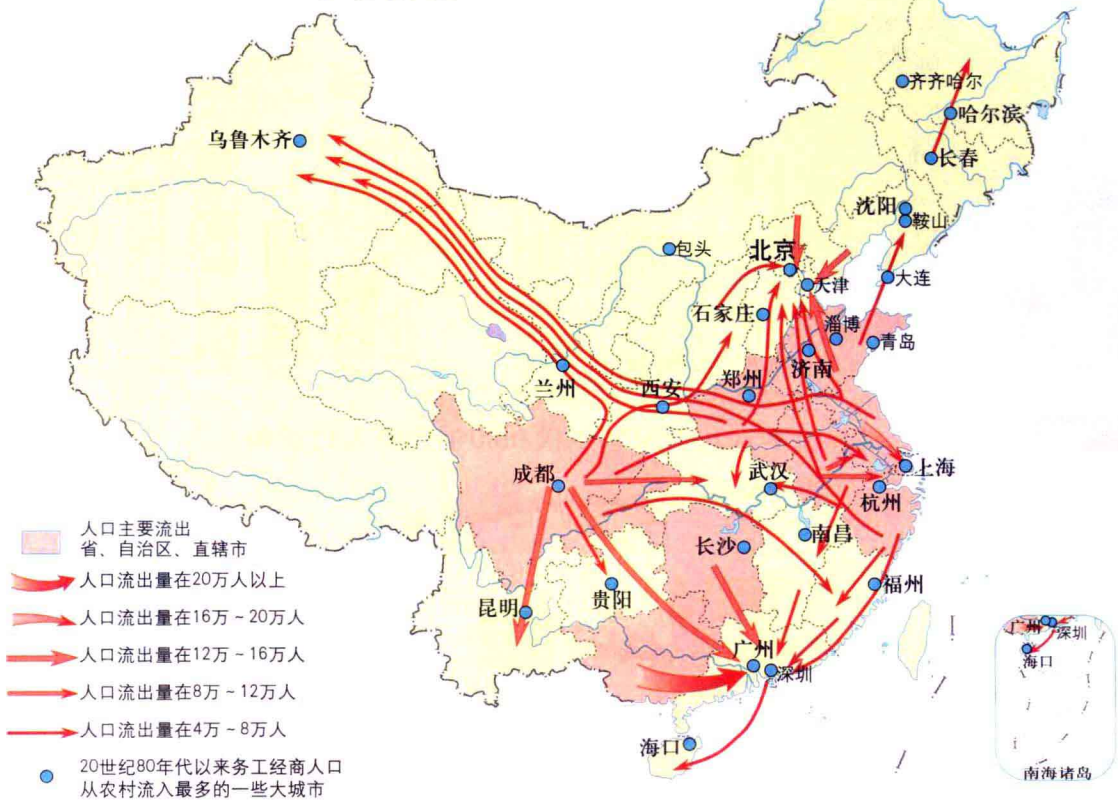 齐齐哈尔
哈尔滨
乌鲁木齐
长春
沈阳
鞍山
包头
北京
天津
大连
石家庄
淄博
青岛
济南
兰州
西安
郑州
成都
武汉
上海
杭州
长沙
南昌
昆明
贵阳
福州
广州
深圳
海口
人口主要流出
省、自治区、直辖市
人口流出量在20万人以上
人口流出量在16万~20万人
人口流出量在12万~16万人
人口流出量在8万~12万人
人口流出量在4万~8万人
20世纪80年代以来务工经商人口
从农村流入最多的一些大城市
广州
深圳
海口
南海诸岛